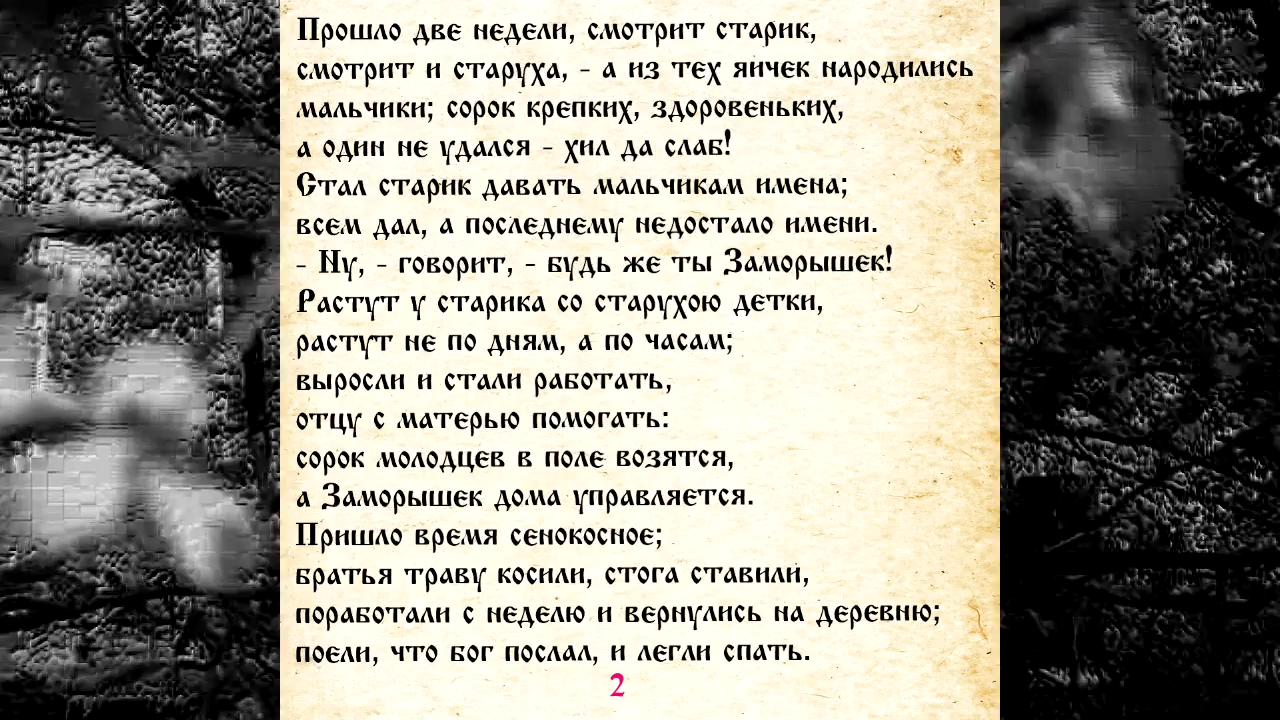 Прошло две недели, смотрит старик,
смотрит и старуха, - а из тех яичек народились
мальчики; сорок крепких, здоровеньких,
а один не удался - хил да слаб!
Стал старик давать мальчикам имена;
всем дал, а последнему недостало имени.
- Ну, - говорит, - будь же ты Заморышек!
Растут у старика со старухою детки,
растут не по дням, а по часам;
выросли и стали работать,
отцу с матерью помогать:
сорок молодцев в поле возятся,
а Заморышек дома управляется.
Пришло время сенокосное;
братья траву косили, стога ставили,
поработали с неделю и вернулись на деревню;
поели, что бог послал, и легли спать.
2